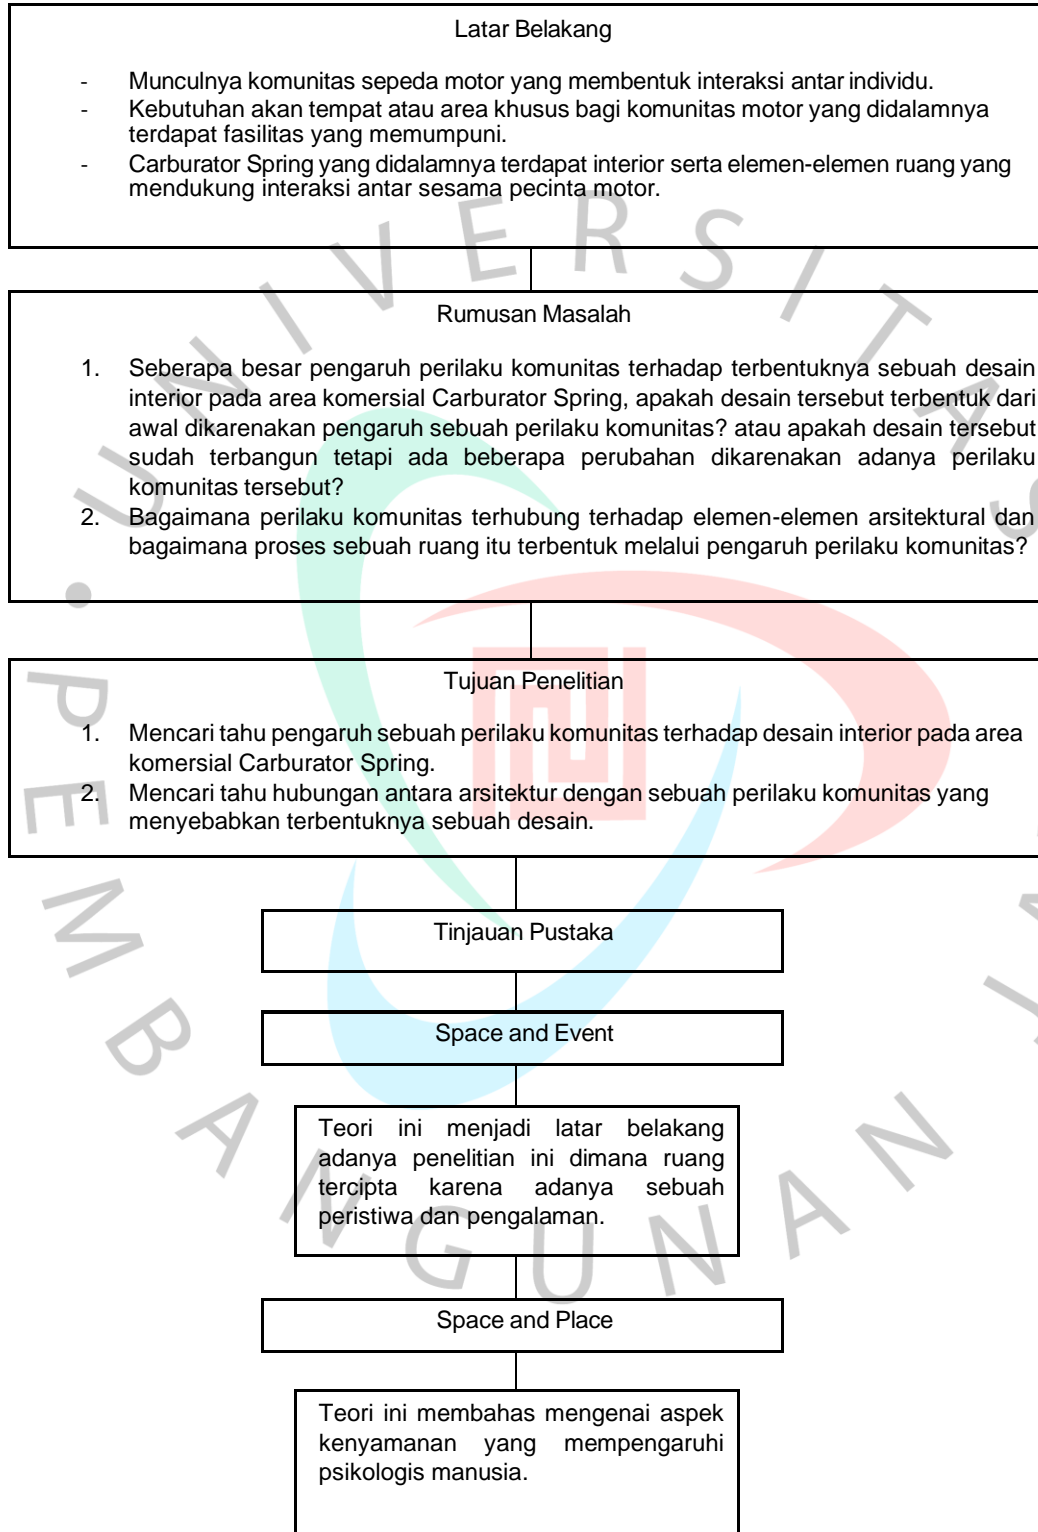 Latar Belakang
- Munculnya komunitas sepeda motor yang membentuk interaksi antar individu.
- Kebutuhan akan tempat atau area khusus bagi komunitas motor yang didalamnya
terdapat fasilitas yang memumpuni.
- Carburator Spring yang didalamnya terdapat interior serta elemen-elemen ruang yang
mendukung interaksi antar sesama pecinta motor.
Rumusan Masalah
1. Seberapa besar pengaruh perilaku komunitas terhadap terbentuknya sebuah desain
interior pada area komersial Carburator Spring, apakah desain tersebut terbentuk dari
awal dikarenakan pengaruh sebuah perilaku komunitas? atau apakah desain tersebut
sudah terbangun tetapi ada beberapa perubahan dikarenakan adanya perilaku
komunitas tersebut?
2. Bagaimana perilaku komunitas terhubung terhadap elemen-elemen arsitektural dan
bagaimana proses sebuah ruang itu terbentuk melalui pengaruh perilaku komunitas?
Tujuan Penelitian
1. Mencari tahu pengaruh sebuah perilaku komunitas terhadap desain interior pada area
komersial Carburator Spring.
2. Mencari tahu hubungan antara arsitektur dengan sebuah perilaku komunitas yang
menyebabkan terbentuknya sebuah desain.
Tinjauan Pustaka
Space and Event
Teori ini menjadi latar belakang
adanya penelitian ini dimana ruang
tercipta karena adanya sebuah
peristiwa dan pengalaman.
Space and Place
Teori ini membahas mengenai aspek
kenyamanan yang mempengaruhi
psikologis manusia.
UNIVERSITAS
PEMBANGUNAN